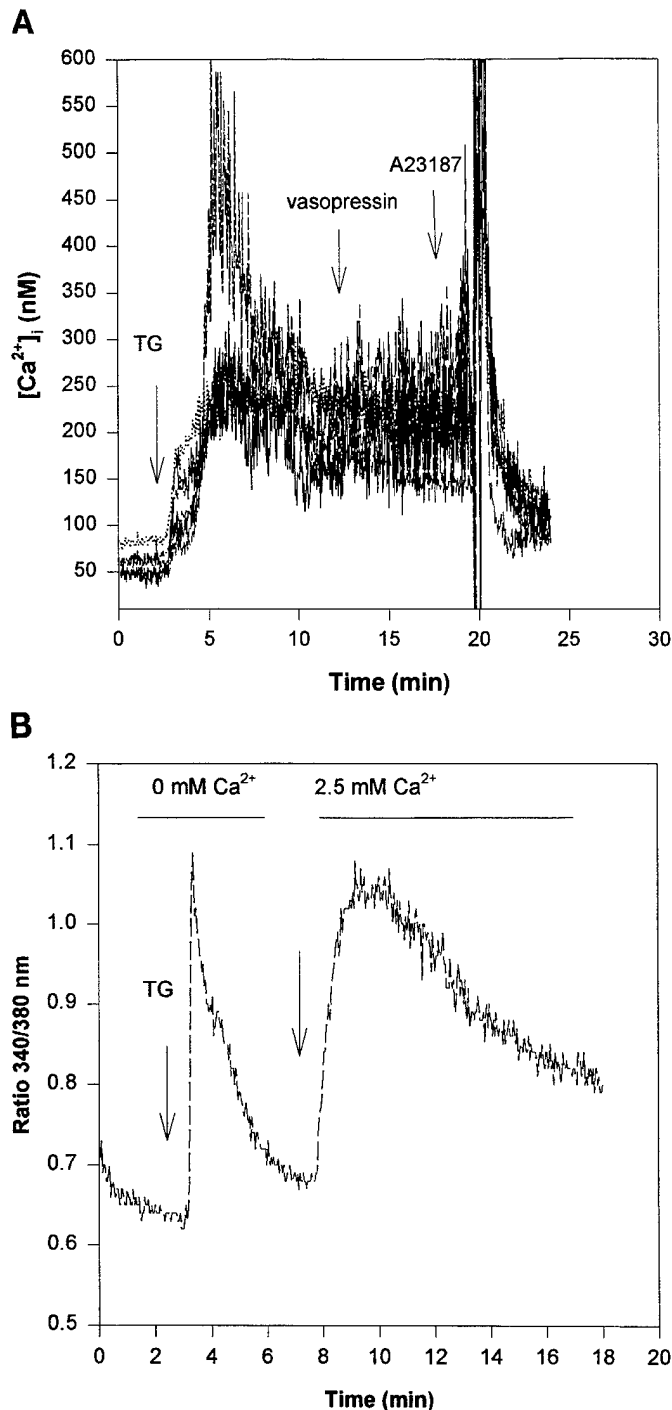 A
600
550
500
450
400
350
300
250
200
150
100
50
[Ca²⁺]ᵢ (nM)
TG
vasopressin
A23187
0 5 10 15 20 25 30
Time (min)
B
1.2
1.1
1.0
0.9
0.8
0.7
0.6
0.5
Ratio 340/380 nm
0 mM Ca²⁺
2.5 mM Ca²⁺
TG
0 2 4 6 8 10 12 14 16 18 20
Time (min)